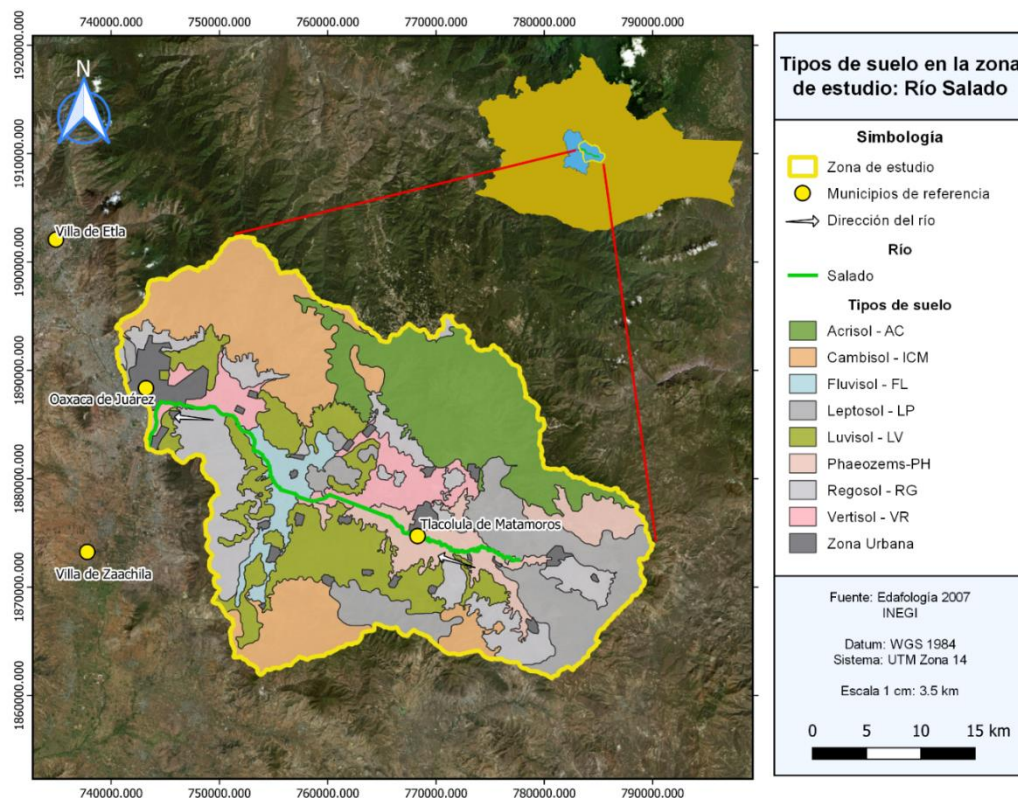 740000.000 750000.000 760000.000 770000.000 780000.000 790000.000
1920000.000
1910000.000
1900000.000
1890000.000
1880000.000
1870000.000
1860000.000
N
Villa de Etla
Oaxaca de Juárez
Tlacolula de Matamoros
Villa de Zaachila
740000.000 750000.000 760000.000 770000.000 780000.000 790000.000
Tipos de suelo en la zona
de estudio: Río Salado
Simbología
Zona de estudio
Municipios de referencia
Dirección del río
Río
Salado
Tipos de suelo
Acrisol - AC
Cambisol - ICM
Fluvisol - FL
Leptosol - LP
Luvisol - LV
Phaeozems-PH
Regosol - RG
Vertisol - VR
Zona Urbana
Fuente: Edafología 2007
INEGI
Datum: WGS 1984
Sistema: UTM Zona 14
Escala 1 cm: 3.5 km
0 5 10 15 km